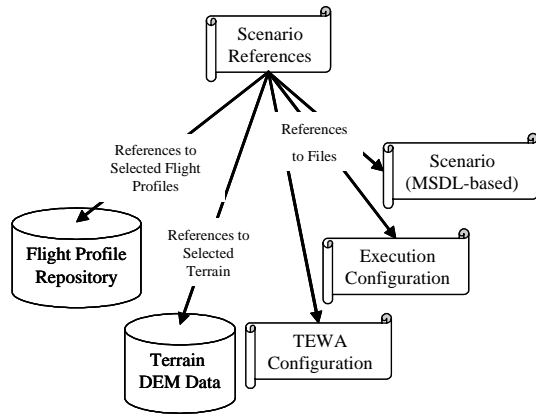 Scenario
References
References to
Selected Flight
Profiles
References
to Files
Scenario
(MSDL-based)
Flight Profile
Repository
References to
Selected
Terrain
Execution
Configuration
Terrain
DEM Data
TEWA
Configuration